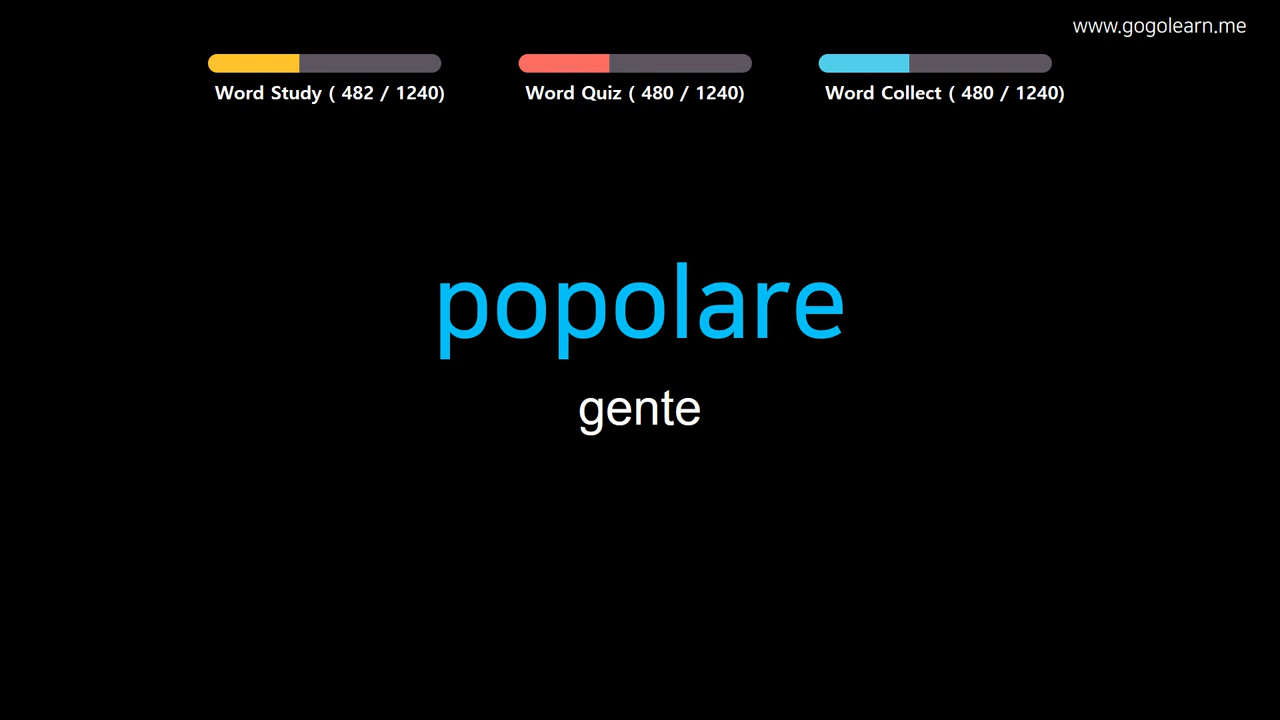 www.gogolearn.me
Word Study ( 482 / 1240)
Word Quiz ( 480 / 1240)
Word Collect ( 480 / 1240)
popolare
gente